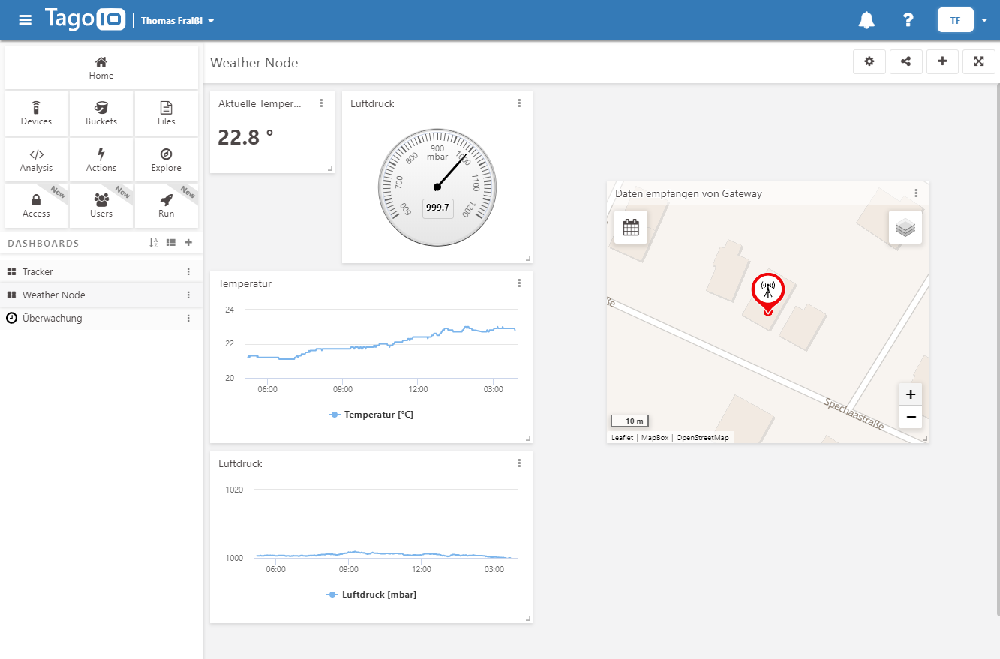 Tago IO
Thomas Fraißl
?
TF
Home
Devices
Buckets
Files
Analysis
Actions
Explore
New
Access
New
Users
New
Run
DASHBOARDS
Tracker
Weather Node
Überwachung
Weather Node
Aktuelle Temper...
22.8 °
Luftdruck
600
700
800
900
1000
1100
1200
mbar
999.7
Temperatur
24
22
20
06:00
09:00
12:00
03:00
Temperatur [°C]
Luftdruck
1020
1000
06:00
09:00
12:00
03:00
Luftdruck [mbar]
Daten empfangen von Gateway
ße
Spechaastraße
+
−
10 m
Leaflet | MapBox | OpenStreetMap